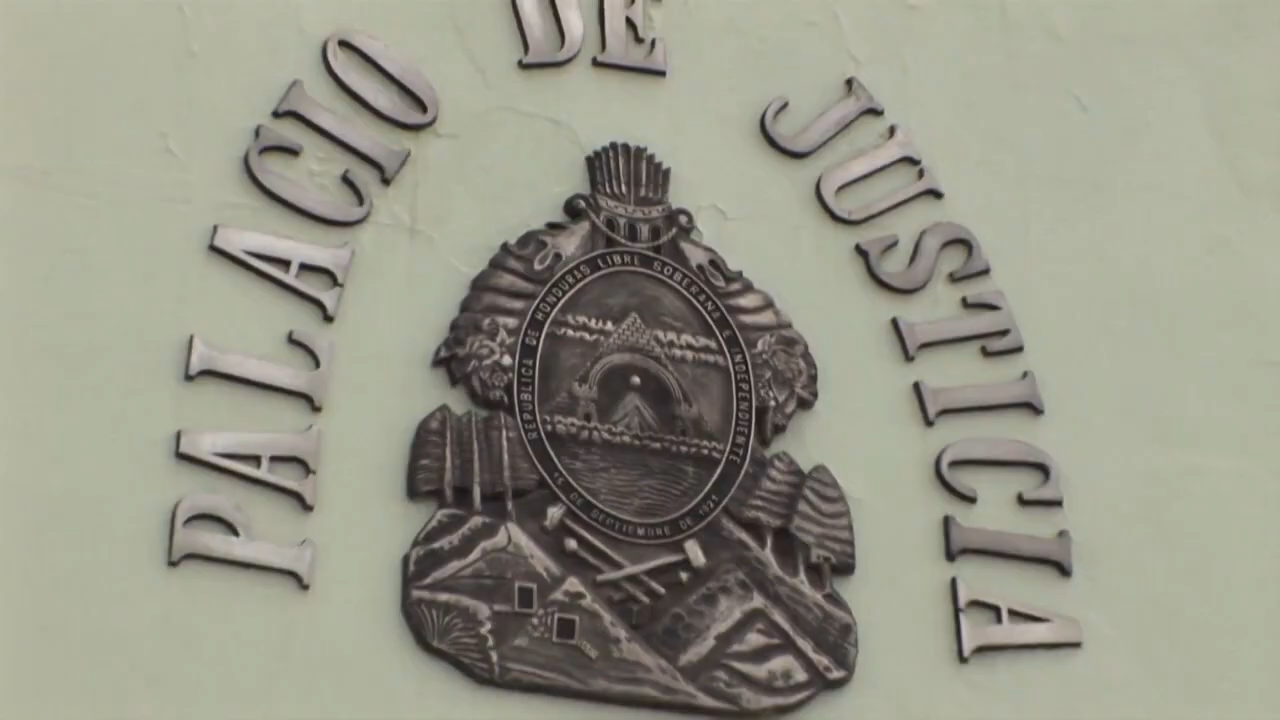 PALACIO DE JUSTICIA
REPUBLICA DE HONDURAS LIBRE SOBERANA E INDEPENDIENTE
15 DE SEPTIEMBRE DE 1821